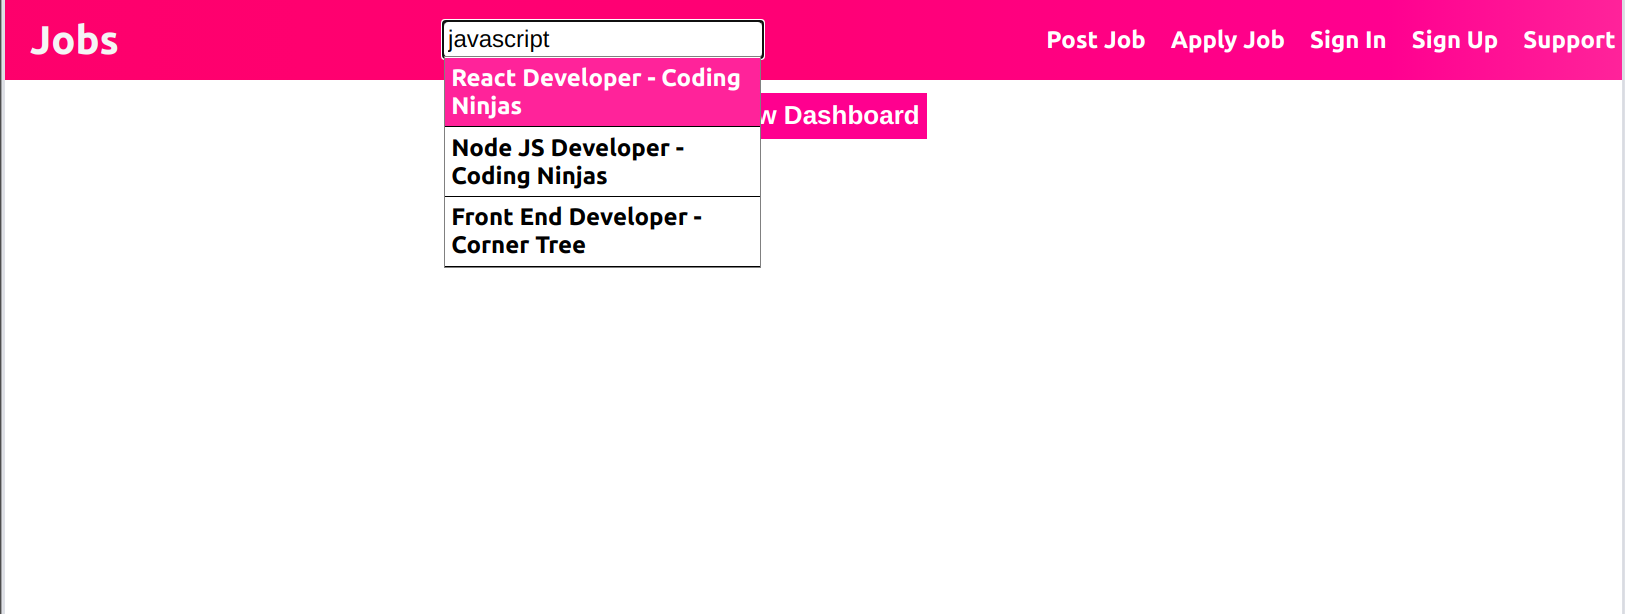 Jobs
javascript
Post Job
Apply Job
Sign In
Sign Up
Support
React Developer - Coding
Ninjas
Node JS Developer -
Coding Ninjas
Front End Developer -
Corner Tree
Dashboard